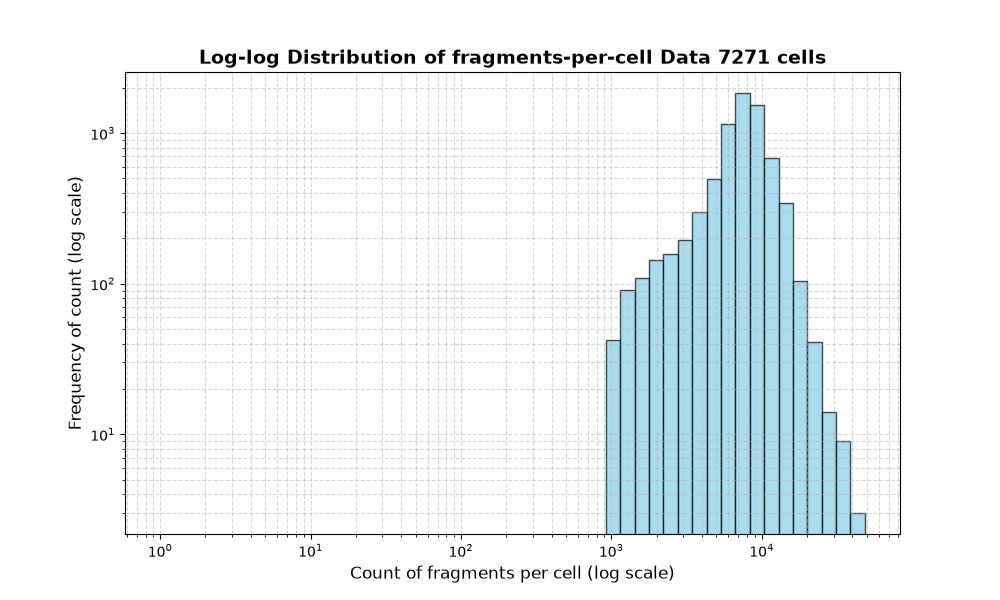 Log-log Distribution of fragments-per-cell Data 7271 cells
Frequency of count (log scale)
10³
10²
10¹
10⁰ 10¹ 10² 10³ 10⁴
Count of fragments per cell (log scale)